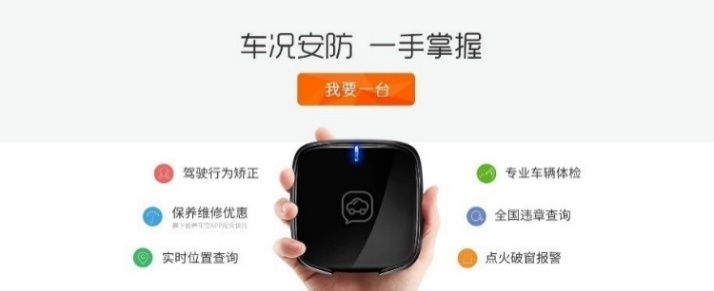 车况安防 一手掌握
我要一台
驾驶行为矫正
专业车辆体检
保养维修优惠
全国违章查询
实时位置查询
点火破窗报警